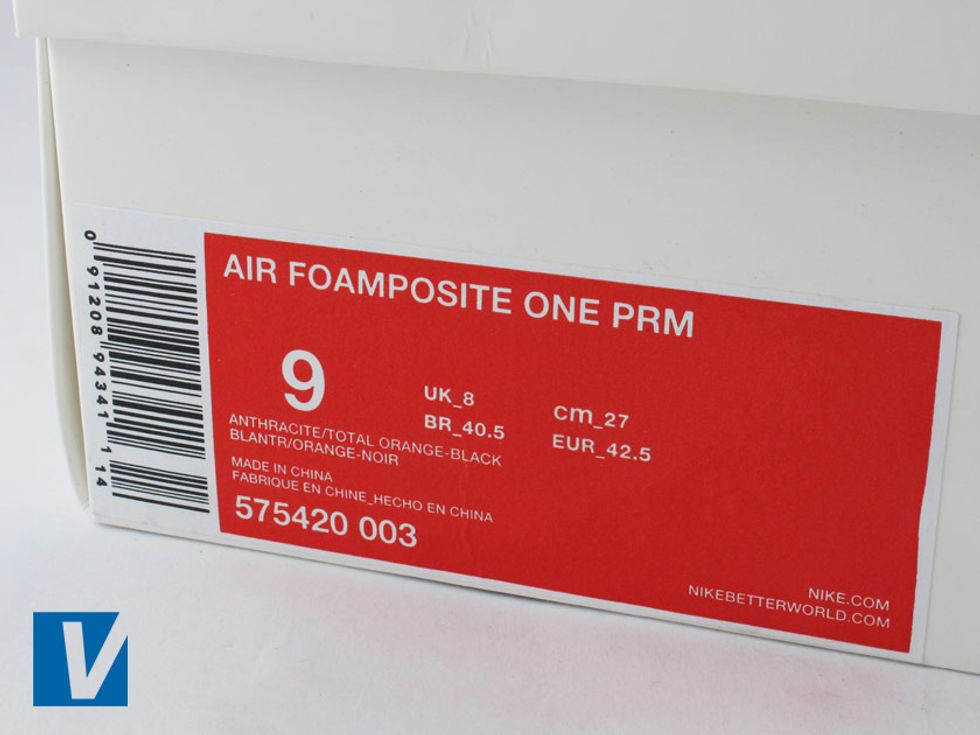 AIR FOAMPOSITE ONE PRM
9
UK_8
cm_27
BR_40.5
EUR_42.5
ANTHRACITE/TOTAL ORANGE-BLACK
BLANTR/ORANGE-NOIR
MADE IN CHINA
FABRIQUE EN CHINE_HECHO EN CHINA
575420 003
NIKE.COM
NIKEBETTERWORLD.COM
0 91208 94341 1 14
V